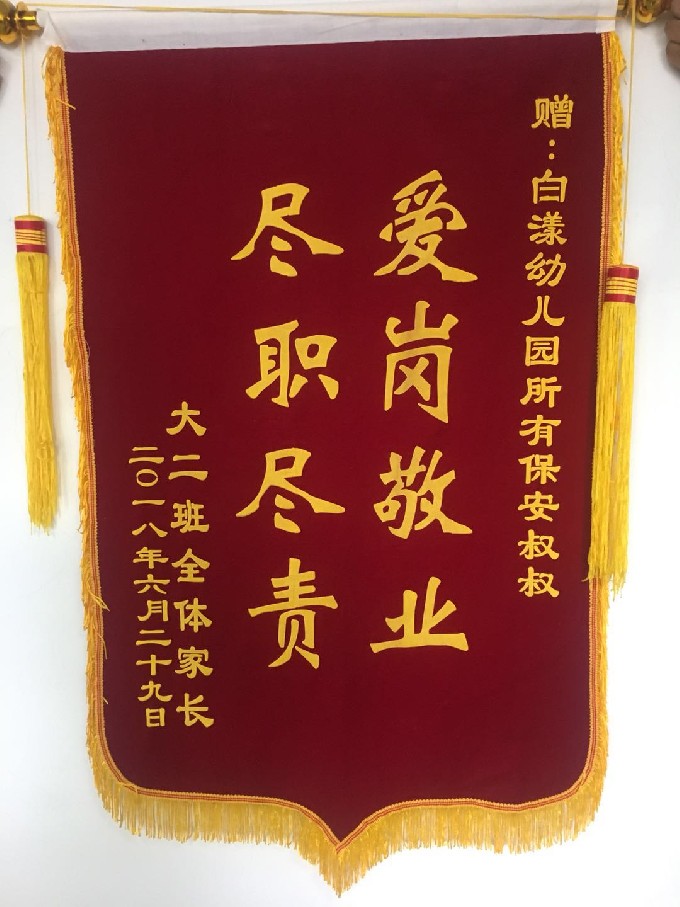 赠：白漾幼儿园所有保安叔叔
爱岗敬业
尽职尽责
大二班全体家长
二〇一八年六月二十九日